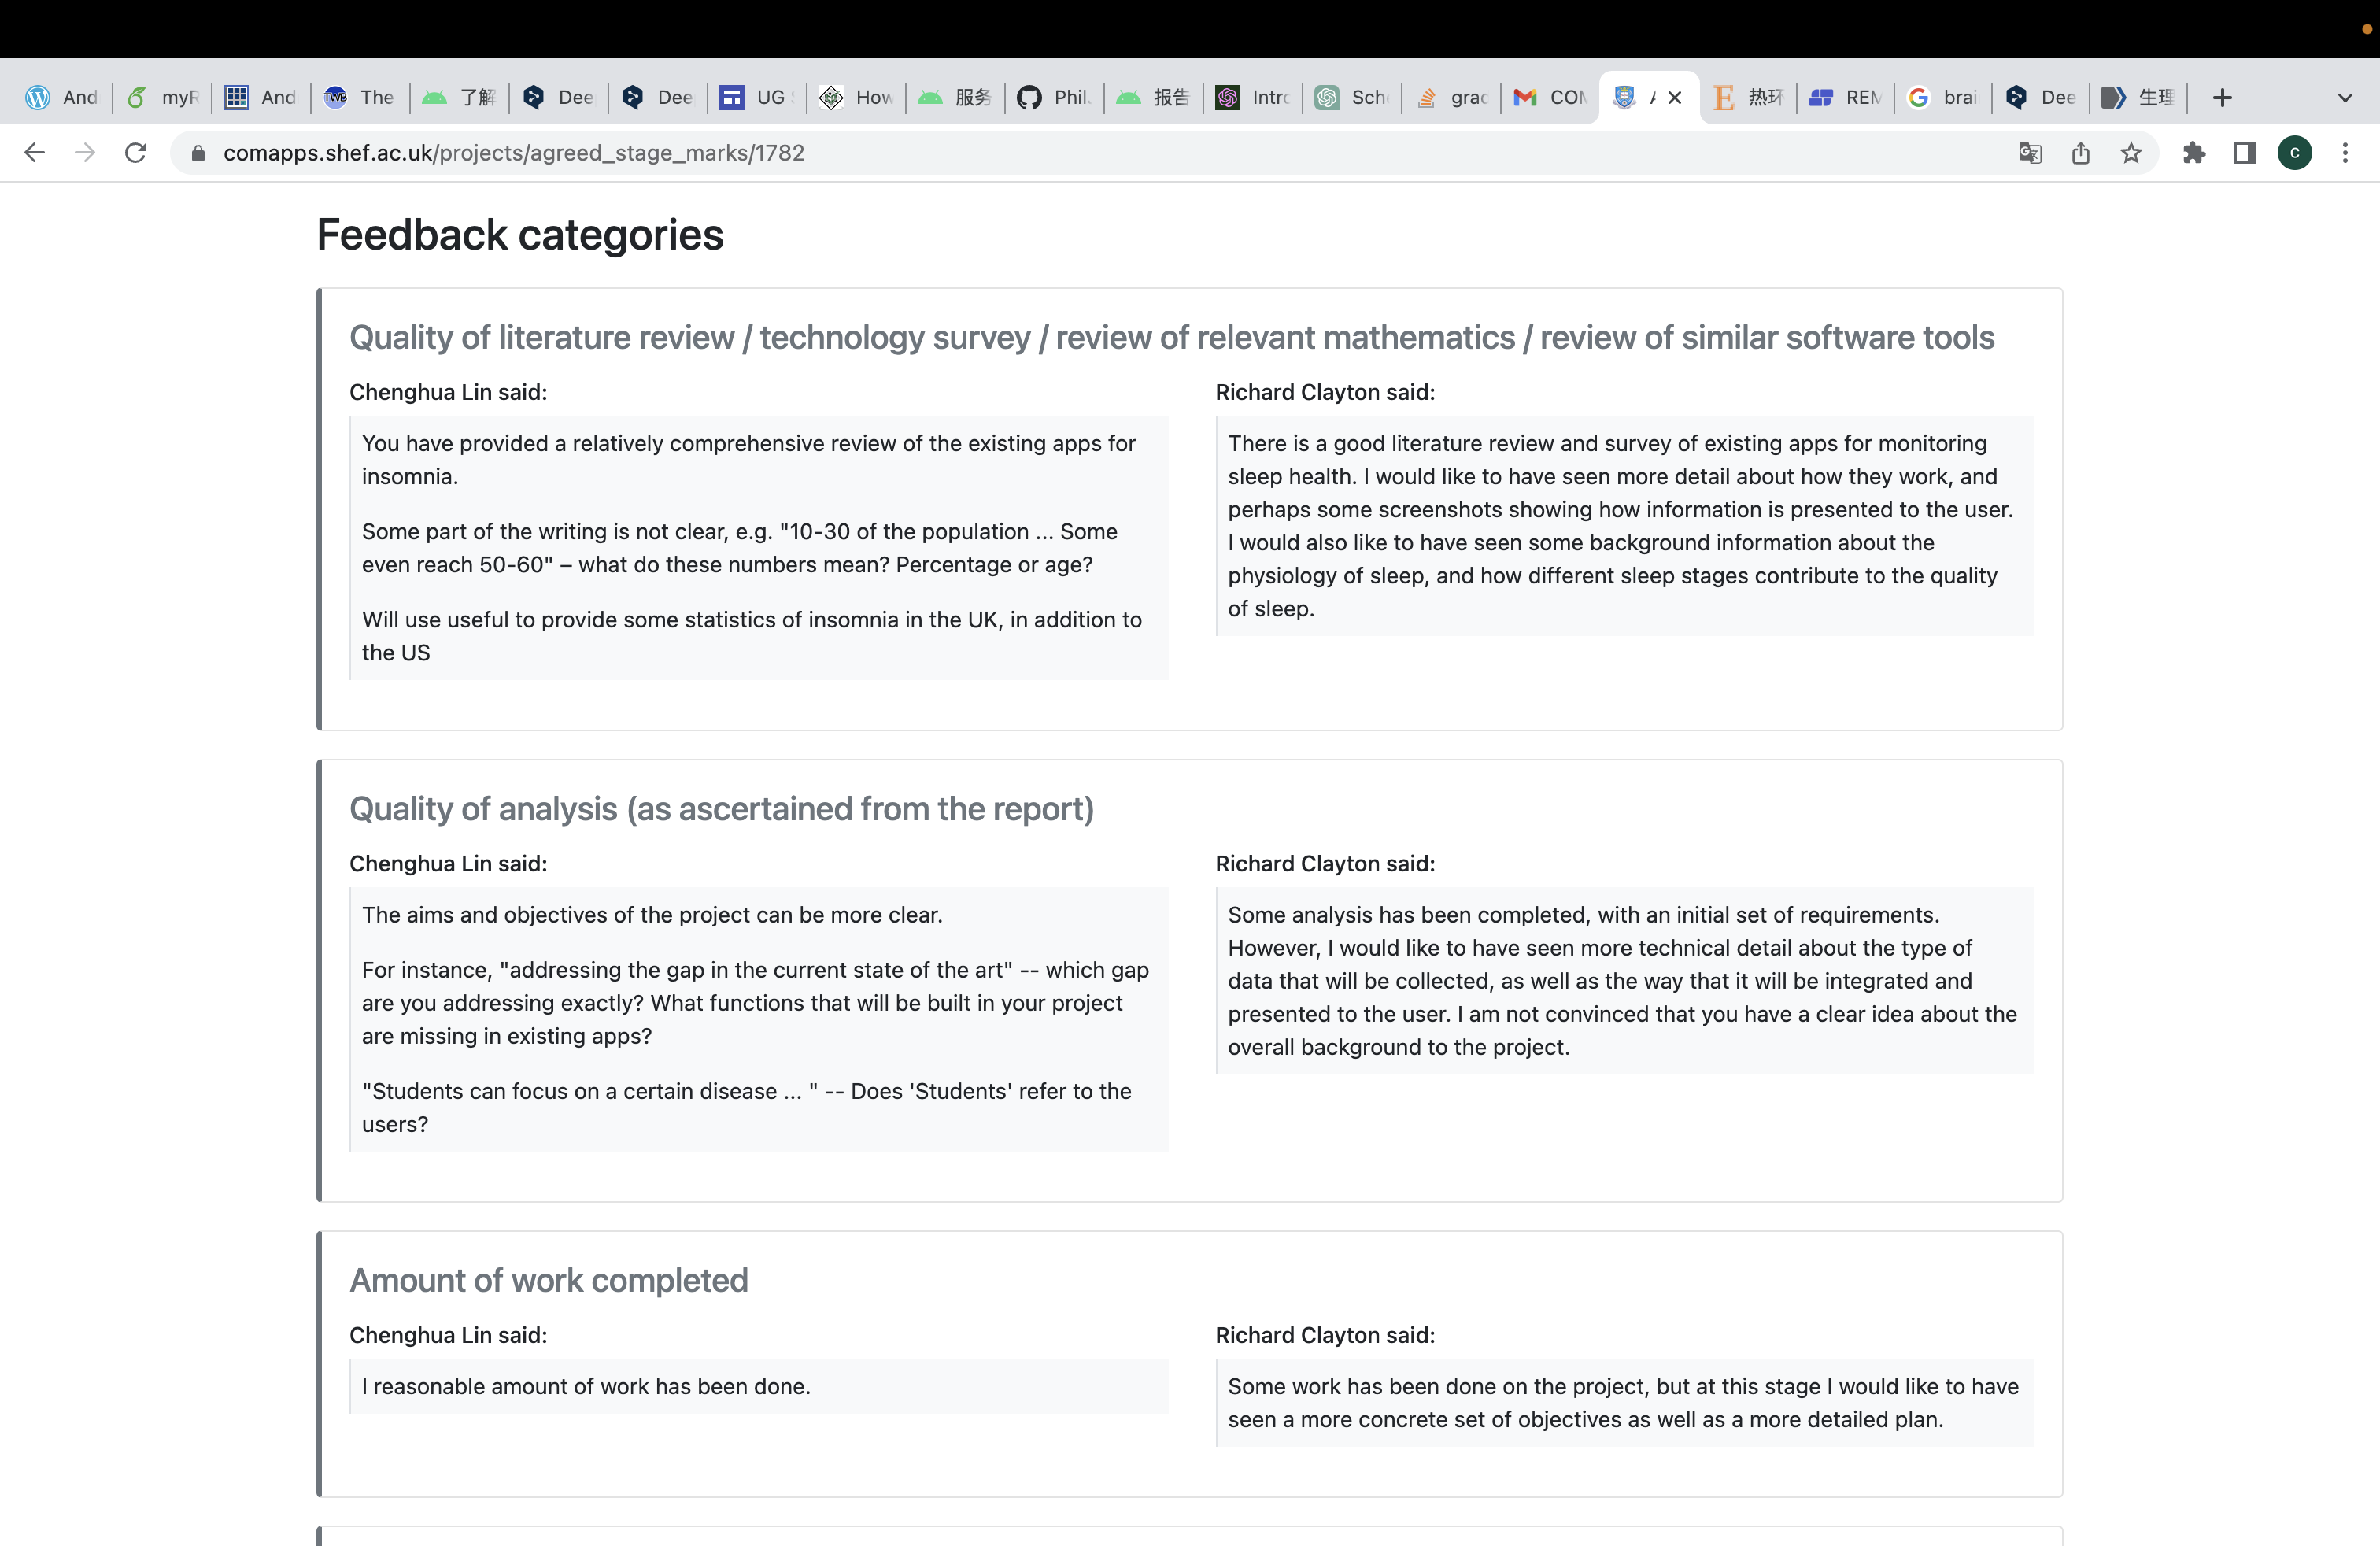 And
myR
And
The
了解
Dee
Dee
UG
How
服务
Phil.
报告
Intro
Sch
grad
COM
热环
REM
brai
Dee
生理
comapps.shef.ac.uk/projects/agreed_stage_marks/1782
C
Feedback categories
Quality of literature review / technology survey / review of relevant mathematics / review of similar software tools
Chenghua Lin said:
You have provided a relatively comprehensive review of the existing apps for
insomnia.
Some part of the writing is not clear, e.g. "10-30 of the population ... Some
even reach 50-60" – what do these numbers mean? Percentage or age?
Will use useful to provide some statistics of insomnia in the UK, in addition to
the US
Richard Clayton said:
There is a good literature review and survey of existing apps for monitoring
sleep health. I would like to have seen more detail about how they work, and
perhaps some screenshots showing how information is presented to the user.
I would also like to have seen some background information about the
physiology of sleep, and how different sleep stages contribute to the quality
of sleep.
Quality of analysis (as ascertained from the report)
Chenghua Lin said:
The aims and objectives of the project can be more clear.
For instance, "addressing the gap in the current state of the art" -- which gap
are you addressing exactly? What functions that will be built in your project
are missing in existing apps?
"Students can focus on a certain disease ... " -- Does 'Students' refer to the
users?
Richard Clayton said:
Some analysis has been completed, with an initial set of requirements.
However, I would like to have seen more technical detail about the type of
data that will be collected, as well as the way that it will be integrated and
presented to the user. I am not convinced that you have a clear idea about the
overall background to the project.
Amount of work completed
Chenghua Lin said:
I reasonable amount of work has been done.
Richard Clayton said:
Some work has been done on the project, but at this stage I would like to have
seen a more concrete set of objectives as well as a more detailed plan.